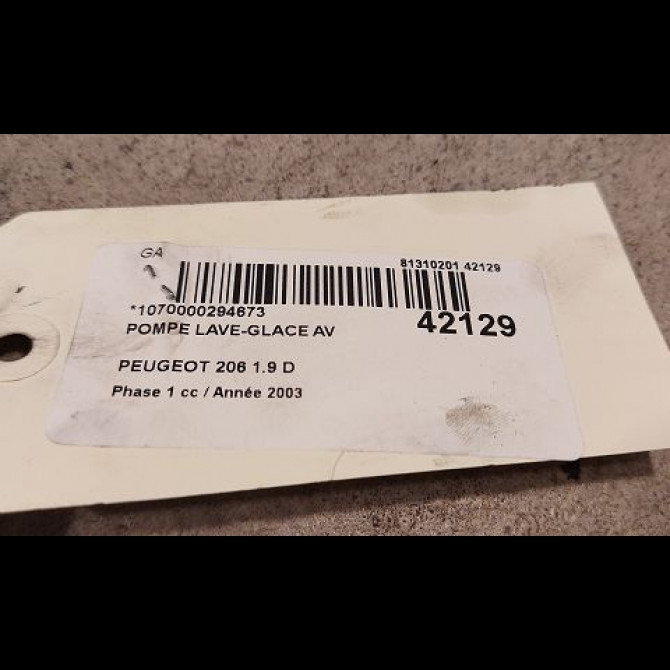 GA
81310201 42129
*1070000294673
42129
POMPE LAVE-GLACE AV
PEUGEOT 206 1.9 D
Phase 1 cc / Année 2003